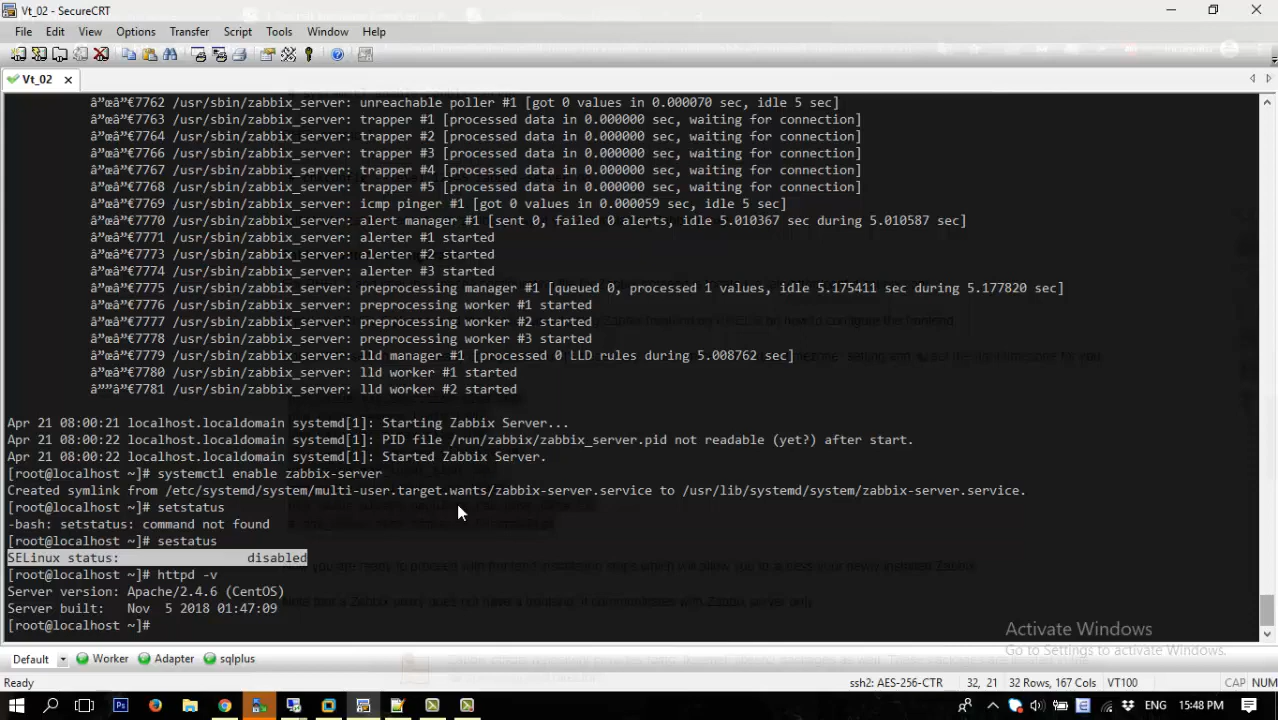 Vt_02 - SecureCRT
File Edit View Options Transfer Script Tools Window Help
Vt_02
â"œâ"€7762 /usr/sbin/zabbix_server: unreachable poller #1 [got 0 values in 0.000070 sec, idle 5 sec]
â"œâ"€7763 /usr/sbin/zabbix_server: trapper #1 [processed data in 0.000000 sec, waiting for connection]
â"œâ"€7764 /usr/sbin/zabbix_server: trapper #2 [processed data in 0.000000 sec, waiting for connection]
â"œâ"€7766 /usr/sbin/zabbix_server: trapper #3 [processed data in 0.000000 sec, waiting for connection]
â"œâ"€7767 /usr/sbin/zabbix_server: trapper #4 [processed data in 0.000000 sec, waiting for connection]
â"œâ"€7768 /usr/sbin/zabbix_server: trapper #5 [processed data in 0.000000 sec, waiting for connection]
â"œâ"€7769 /usr/sbin/zabbix_server: icmp pinger #1 [got 0 values in 0.000059 sec, idle 5 sec]
â"œâ"€7770 /usr/sbin/zabbix_server: alert manager #1 [sent 0, failed 0 alerts, idle 5.010367 sec during 5.010587 sec]
â"œâ"€7771 /usr/sbin/zabbix_server: alerter #1 started
â"œâ"€7773 /usr/sbin/zabbix_server: alerter #2 started
â"œâ"€7774 /usr/sbin/zabbix_server: alerter #3 started
â"œâ"€7775 /usr/sbin/zabbix_server: preprocessing manager #1 [queued 0, processed 1 values, idle 5.175411 sec during 5.177820 sec]
â"œâ"€7776 /usr/sbin/zabbix_server: preprocessing worker #1 started
â"œâ"€7777 /usr/sbin/zabbix_server: preprocessing worker #2 started
â"œâ"€7778 /usr/sbin/zabbix_server: preprocessing worker #3 started
â"œâ"€7779 /usr/sbin/zabbix_server: lld manager #1 [processed 0 LLD rules during 5.008762 sec]
â"œâ"€7780 /usr/sbin/zabbix_server: lld worker #1 started
â""â"€7781 /usr/sbin/zabbix_server: lld worker #2 started
Apr 21 08:00:21 localhost.localdomain systemd[1]: Starting Zabbix Server...
Apr 21 08:00:22 localhost.localdomain systemd[1]: PID file /run/zabbix/zabbix_server.pid not readable (yet?) after start.
Apr 21 08:00:22 localhost.localdomain systemd[1]: Started Zabbix Server.
[root@localhost ~]# systemctl enable zabbix-server
Created symlink from /etc/systemd/system/multi-user.target.wants/zabbix-server.service to /usr/lib/systemd/system/zabbix-server.service.
[root@localhost ~]# setstatus
-bash: setstatus: command not found
[root@localhost ~]# sestatus
SELinux status: disabled
[root@localhost ~]# httpd -v
Server version: Apache/2.4.6 (CentOS)
Server built: Nov 5 2018 01:47:09
[root@localhost ~]#
Activate Windows
Go to Settings to activate Windows.
Default Worker Adapter sqlplus
Ready ssh2: AES-256-CTR 32, 21 32 Rows, 167 Cols VT100 CAP NUM
15:48 PM